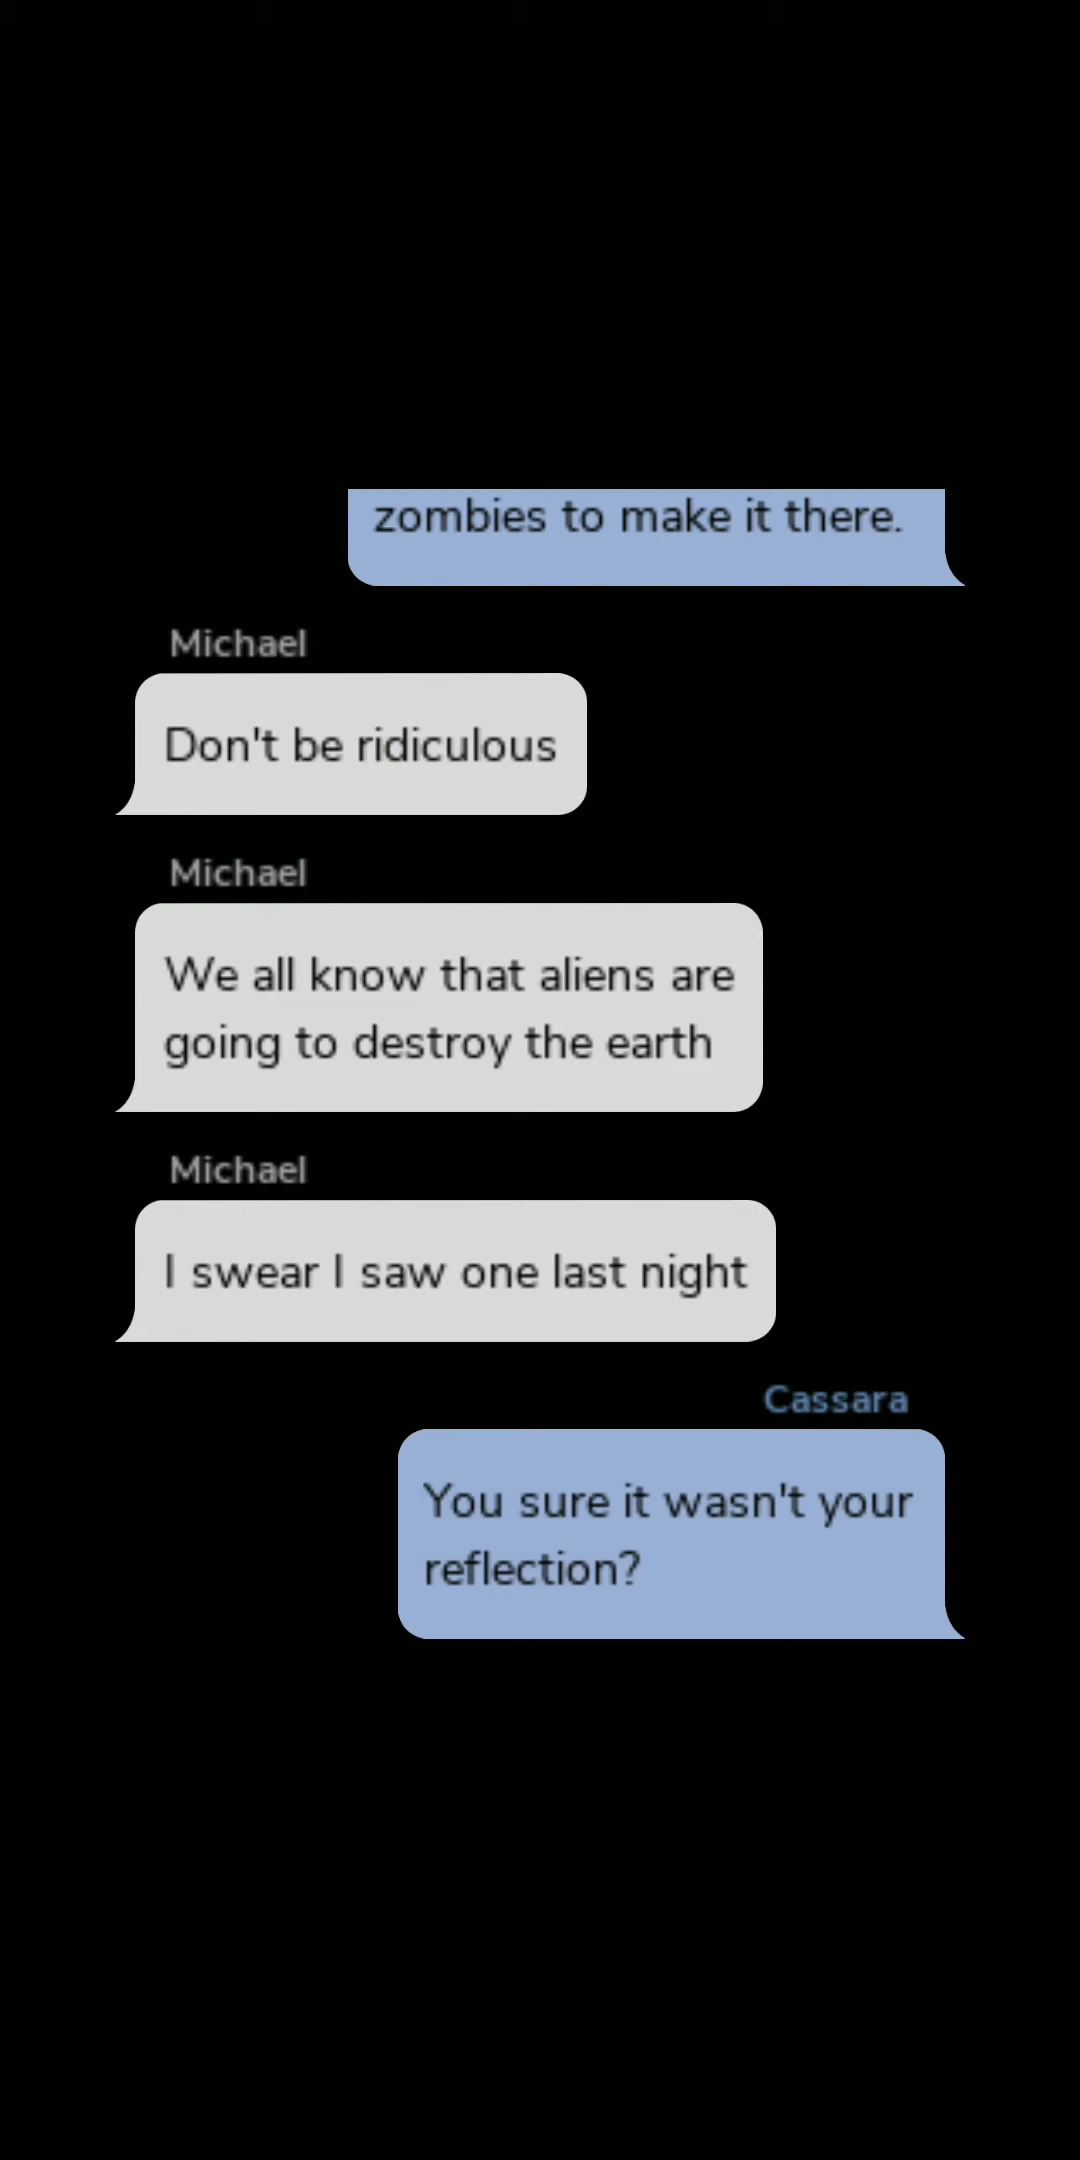 zombies to make it there.
Michael
Don't be ridiculous
Michael
We all know that aliens are
going to destroy the earth
Michael
I swear I saw one last night
Cassara
You sure it wasn't your
reflection?